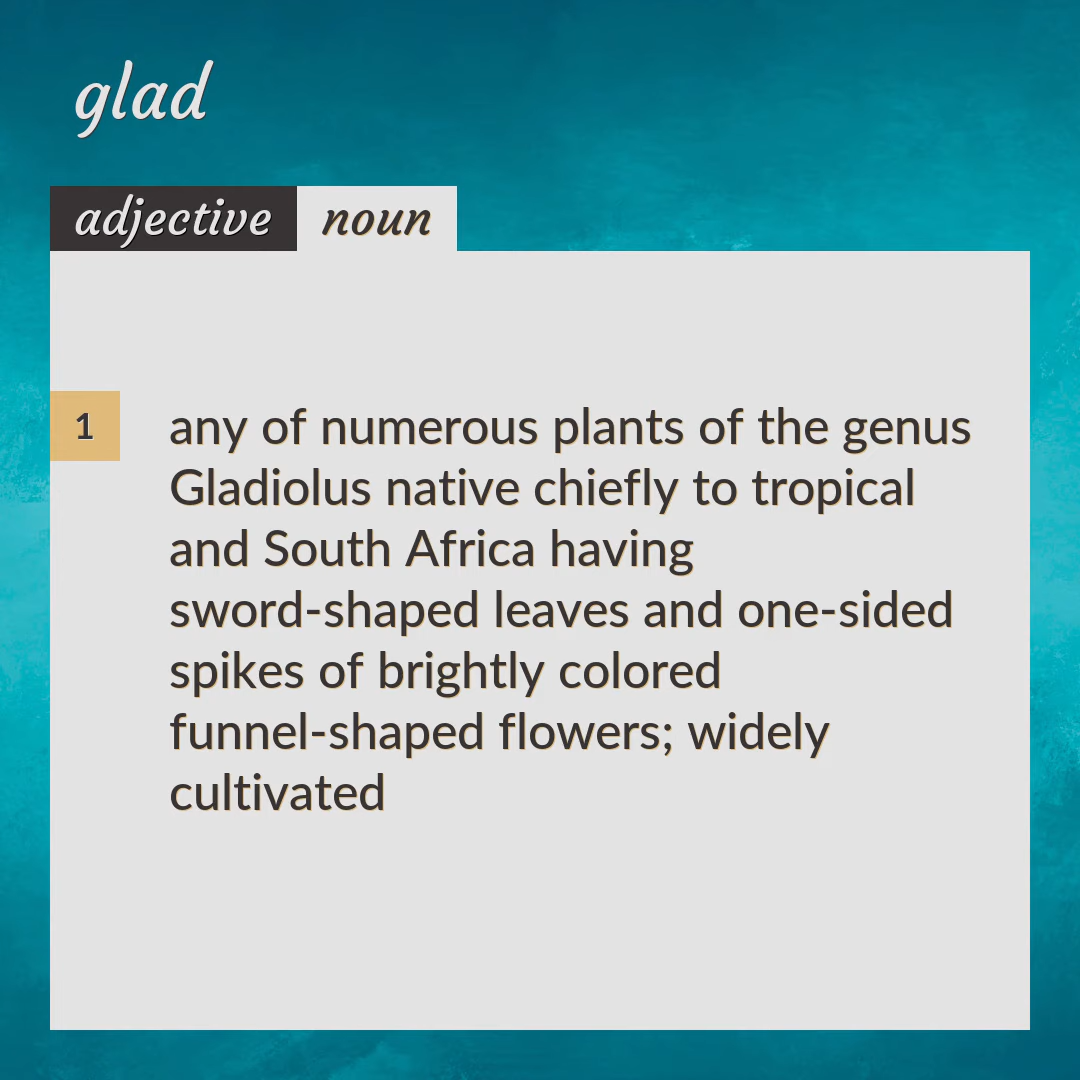 glad
adjective noun
1
any of numerous plants of the genus
Gladiolus native chiefly to tropical
and South Africa having
sword-shaped leaves and one-sided
spikes of brightly colored
funnel-shaped flowers; widely
cultivated